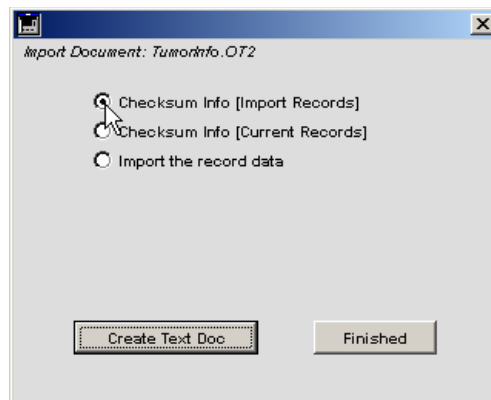 Import Document: TumorInfo.OT2
Checksum Info [Import Records]
Checksum Info [Current Records]
Import the record data
Create Text Doc
Finished